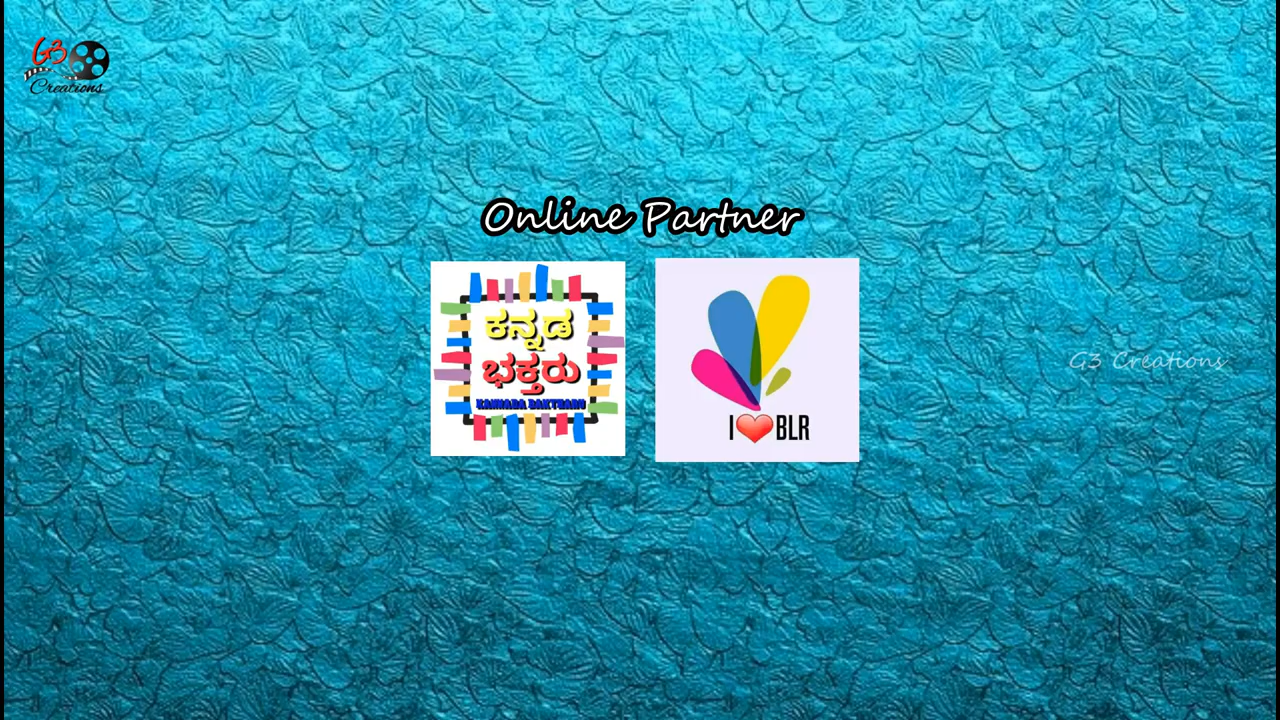 G3
Creations
Online Partner
ಕನ್ನಡ
ಭಕ್ತರು
KANNADA BAKTHARU
I ❤ BLR
G3 Creations